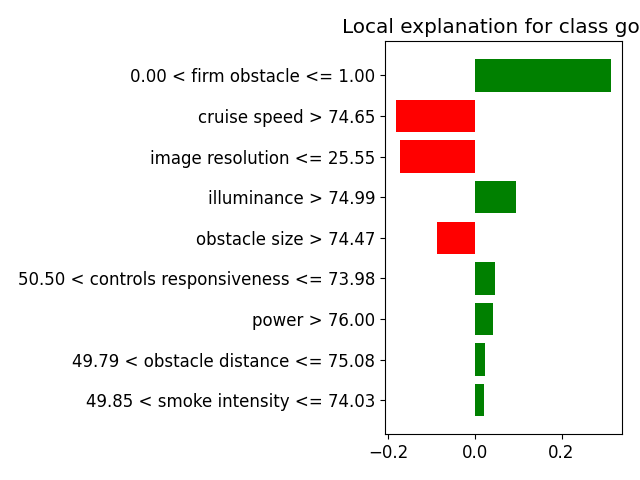 Local explanation for class go
0.00 < firm obstacle <= 1.00
cruise speed > 74.65
image resolution <= 25.55
illuminance > 74.99
obstacle size > 74.47
50.50 < controls responsiveness <= 73.98
power > 76.00
49.79 < obstacle distance <= 75.08
49.85 < smoke intensity <= 74.03
−0.2 0.0 0.2